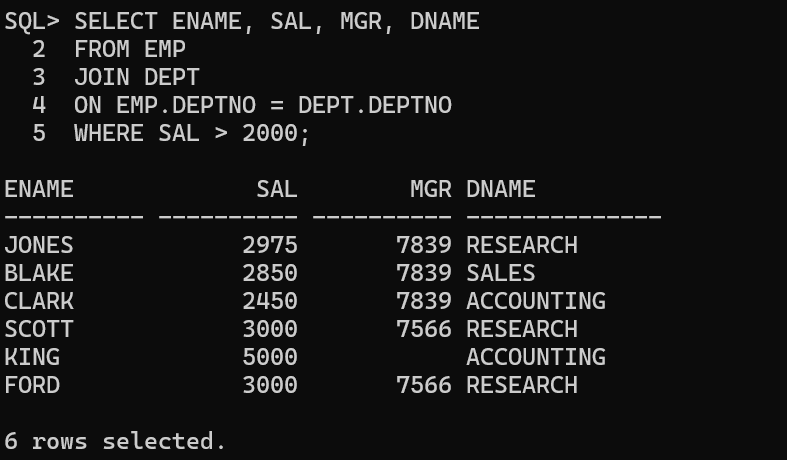 SQL> SELECT ENAME, SAL, MGR, DNAME
  2  FROM EMP
  3  JOIN DEPT
  4  ON EMP.DEPTNO = DEPT.DEPTNO
  5  WHERE SAL > 2000;

ENAME             SAL        MGR DNAME
---------- ---------- ---------- --------------
JONES            2975       7839 RESEARCH
BLAKE            2850       7839 SALES
CLARK            2450       7839 ACCOUNTING
SCOTT            3000       7566 RESEARCH
KING             5000            ACCOUNTING
FORD             3000       7566 RESEARCH

6 rows selected.